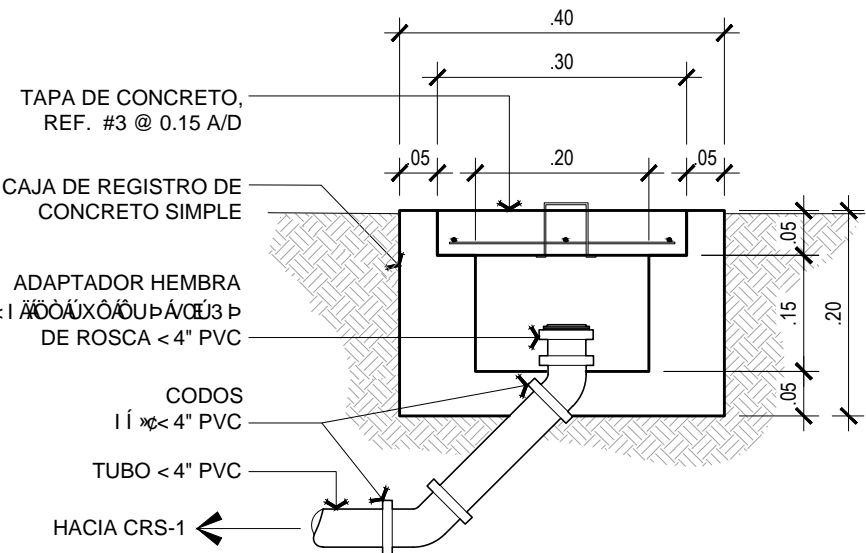 .40
.30
TAPA DE CONCRETO,
REF. #3 @ 0.15 A/D
.05
.20
.05
CAJA DE REGISTRO DE
CONCRETO SIMPLE
.05
.15
.20
.05
ADAPTADOR HEMBRA
DE ROSCA < 4" PVC
CODOS
< 4" PVC
TUBO < 4" PVC
HACIA CRS-1